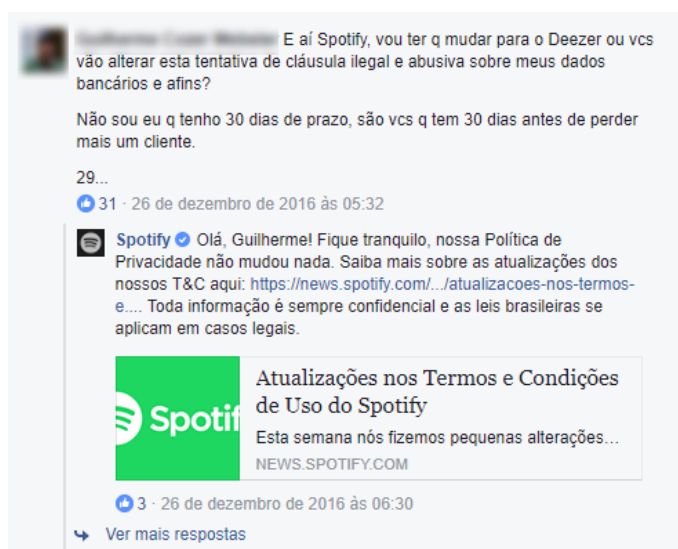 E aí Spotify, vou ter q mudar para o Deezer ou vcs
vão alterar esta tentativa de cláusula ilegal e abusiva sobre meus dados
bancários e afins?
Não sou eu q tenho 30 dias de prazo, são vcs q tem 30 dias antes de perder
mais um cliente.
29...
31 · 26 de dezembro de 2016 às 05:32
Spotify Olá, Guilherme! Fique tranquilo, nossa Política de
Privacidade não mudou nada. Saiba mais sobre as atualizações dos
nossos T&C aqui: https://news.spotify.com/.../atualizacoes-nos-termos-
e.... Toda informação é sempre confidencial e as leis brasileiras se
aplicam em casos legais.
Spotif
Atualizações nos Termos e Condições
de Uso do Spotify
Esta semana nós fizemos pequenas alterações...
NEWS.SPOTIFY.COM
3 · 26 de dezembro de 2016 às 06:30
Ver mais respostas